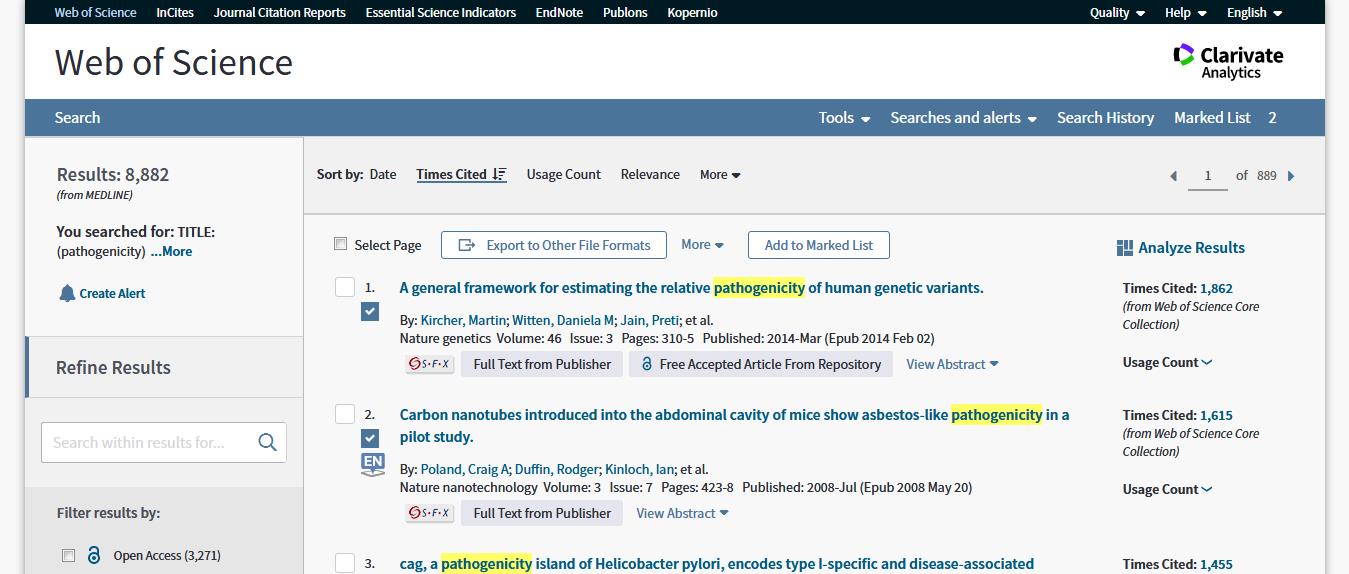 Web of Science InCites Journal Citation Reports Essential Science Indicators EndNote Publons Kopernio Quality Help English
Web of Science
Clarivate
Analytics
Search Tools Searches and alerts Search History Marked List 2
Results: 8,882
(from MEDLINE)
You searched for: TITLE:
(pathogenicity) ...More
Create Alert
Refine Results
Search within results for...
Filter results by:
Open Access (3,271)
Sort by: Date Times Cited Usage Count Relevance More
1 of 889
Select Page Export to Other File Formats More Add to Marked List
Analyze Results
1. A general framework for estimating the relative pathogenicity of human genetic variants.
By: Kircher, Martin; Witten, Daniela M; Jain, Preti; et al.
Nature genetics Volume: 46 Issue: 3 Pages: 310-5 Published: 2014-Mar (Epub 2014 Feb 02)
S·F·X Full Text from Publisher Free Accepted Article From Repository View Abstract
Times Cited: 1,862
(from Web of Science Core
Collection)
Usage Count
2. Carbon nanotubes introduced into the abdominal cavity of mice show asbestos-like pathogenicity in a
pilot study.
EN
By: Poland, Craig A; Duffin, Rodger; Kinloch, Ian; et al.
Nature nanotechnology Volume: 3 Issue: 7 Pages: 423-8 Published: 2008-Jul (Epub 2008 May 20)
S·F·X Full Text from Publisher View Abstract
Times Cited: 1,615
(from Web of Science Core
Collection)
Usage Count
3. cag, a pathogenicity island of Helicobacter pylori, encodes type I-specific and disease-associated
Times Cited: 1,455